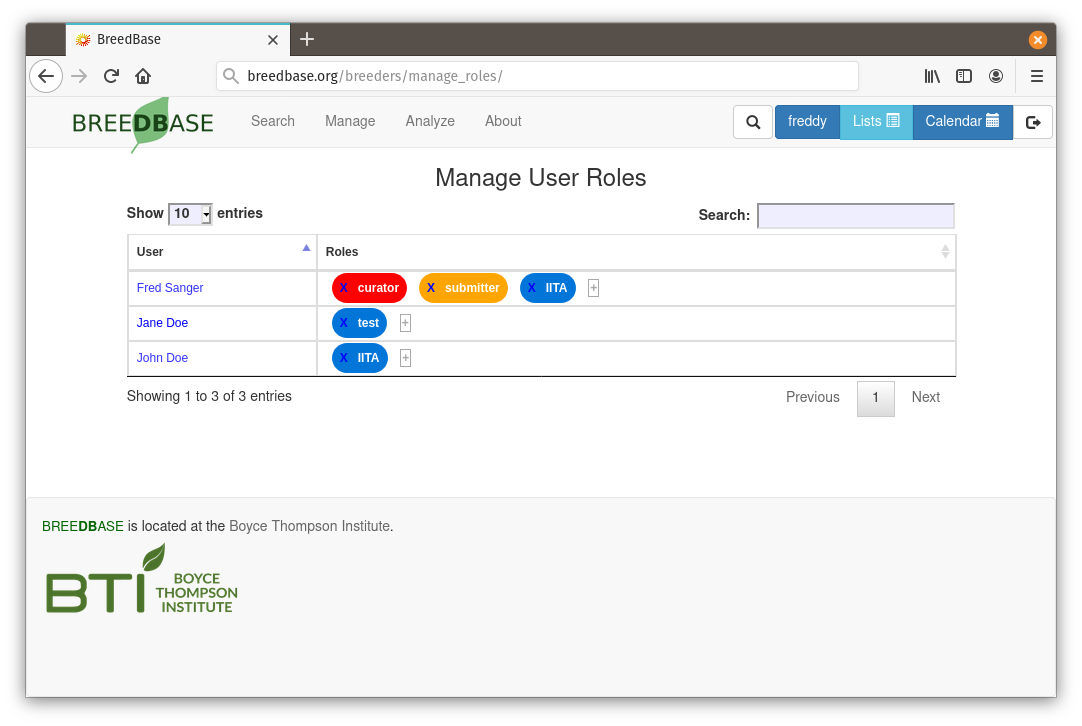 BreedBase
breedbase.org/breeders/manage_roles/
BREEDBASE Search Manage Analyze About freddy Lists Calendar
Manage User Roles
Show 10 entries Search:
User Roles
Fred Sanger X curator X submitter X IITA +
Jane Doe X test +
John Doe X IITA +
Showing 1 to 3 of 3 entries Previous 1 Next
BREEDBASE is located at the Boyce Thompson Institute.
BTI BOYCE
THOMPSON
INSTITUTE